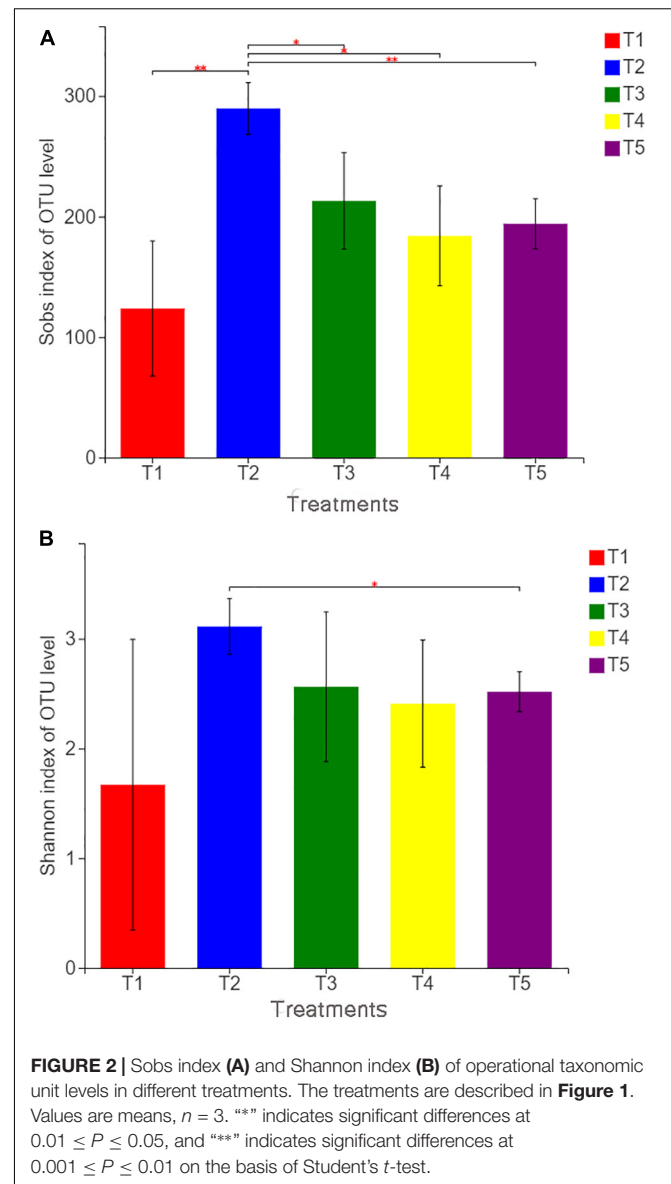 A
**
*
*
**
300
200
100
0
Sobs index of OTU level
T1
T2
T3
T4
T5
Treatments
T1
T2
T3
T4
T5
B
*
3
2
1
0
Shannon index of OTU level
T1
T2
T3
T4
T5
Treatments
T1
T2
T3
T4
T5
FIGURE 2 | Sobs index (A) and Shannon index (B) of operational taxonomic
unit levels in different treatments. The treatments are described in Figure 1.
Values are means, n = 3. “*” indicates significant differences at
0.01 ≤ P ≤ 0.05, and “**” indicates significant differences at
0.001 ≤ P ≤ 0.01 on the basis of Student’s t-test.